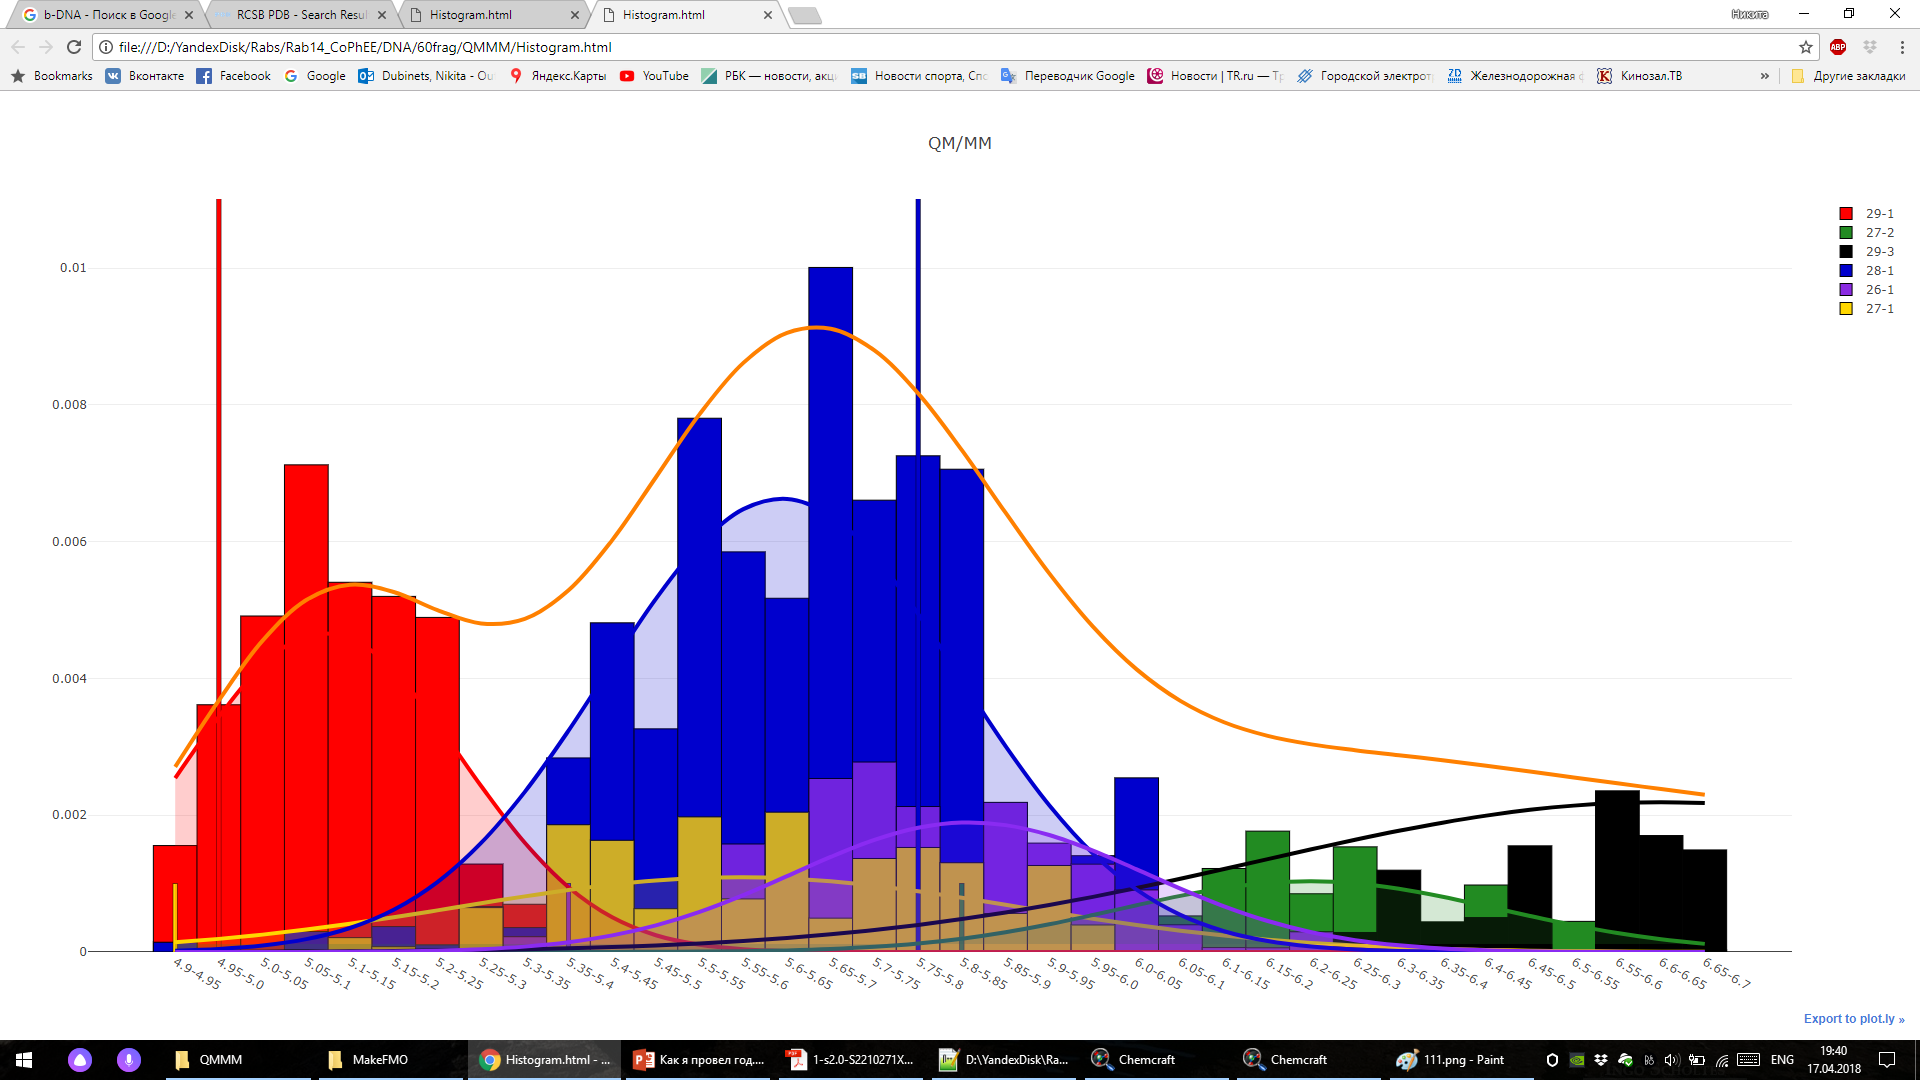 b-DNA - Поиск в Google
RCSB PDB - Search Resul
Histogram.html
Histogram.html
Никита
file:///D:/YandexDisk/Rabs/Rab14_CoPhEE/DNA/60frag/QMMM/Histogram.html
ABP
Bookmarks
Вконтакте
Facebook
Google
Dubinets, Nikita - Ou
Яндекс.Карты
YouTube
РБК — новости, акц
Новости спорта, Спо
Переводчик Google
Новости | TR.ru — Тр
Городской электрот
Железнодорожная
Кинозал.ТВ
»
Другие закладки
QM/MM
29-1
27-2
29-3
28-1
26-1
27-1
0.01
0.008
0.006
0.004
0.002
0
4.9-4.95
4.95-5.0
5.0-5.05
5.05-5.1
5.1-5.15
5.15-5.2
5.2-5.25
5.25-5.3
5.3-5.35
5.35-5.4
5.4-5.45
5.45-5.5
5.5-5.55
5.55-5.6
5.6-5.65
5.65-5.7
5.7-5.75
5.75-5.8
5.8-5.85
5.85-5.9
5.9-5.95
5.95-6.0
6.0-6.05
6.05-6.1
6.1-6.15
6.15-6.2
6.2-6.25
6.25-6.3
6.3-6.35
6.35-6.4
6.4-6.45
6.45-6.5
6.5-6.55
6.55-6.6
6.6-6.65
6.65-6.7
Export to plot.ly »
QMMM
MakeFMO
Histogram.html - ...
Как я провел год....
1-s2.0-S2210271X...
D:\YandexDisk\Ra...
Chemcraft
Chemcraft
111.png - Paint
ENG
19:40
17.04.2018